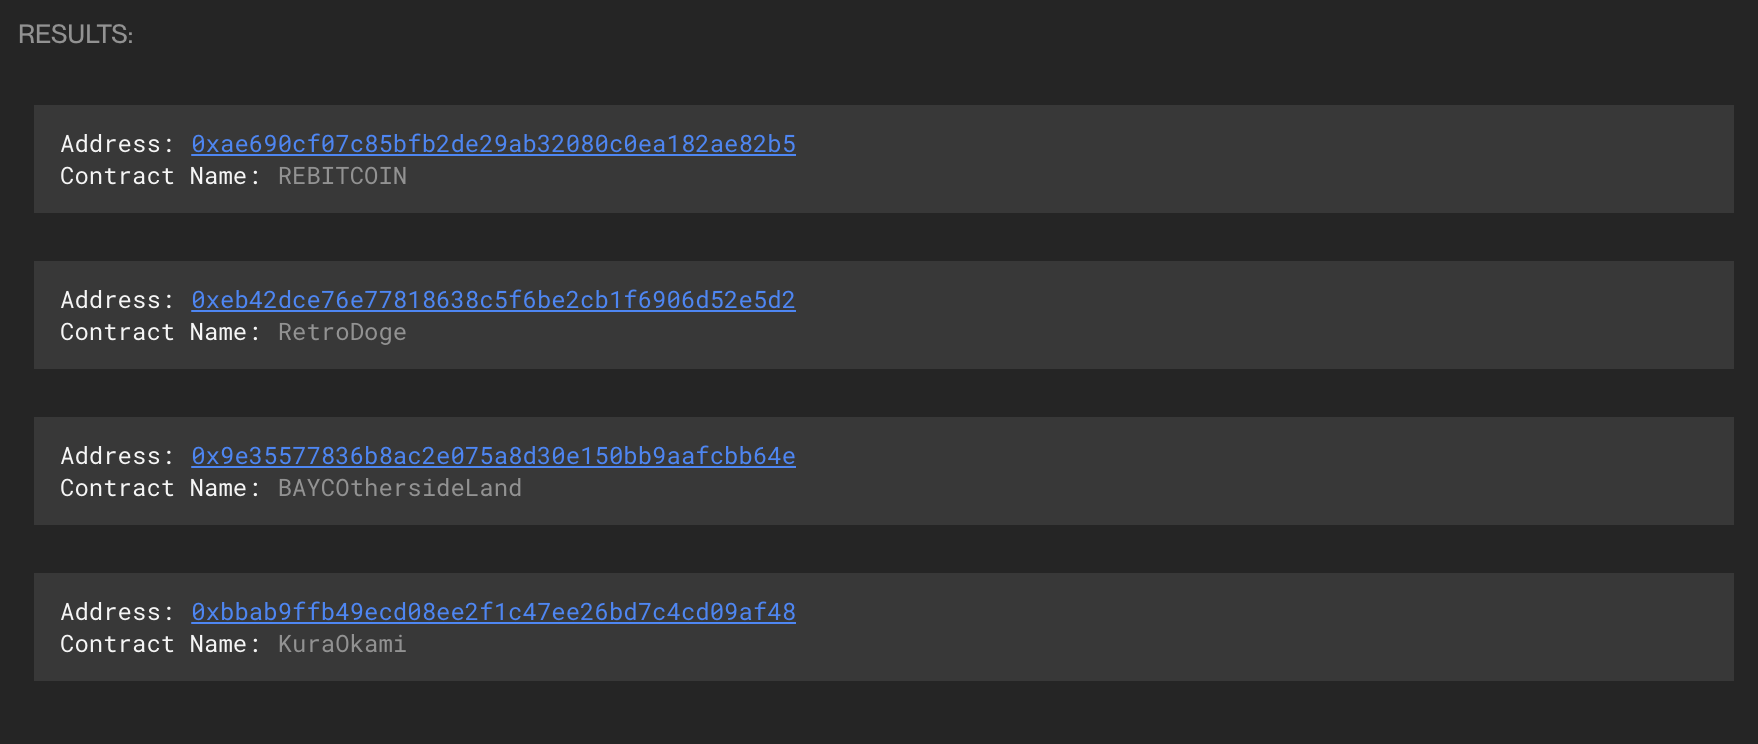 RESULTS:
Address: 0xae690cf07c85bfb2de29ab32080c0ea182ae82b5
Contract Name: REBITCOIN
Address: 0xeb42dce76e77818638c5f6be2cb1f6906d52e5d2
Contract Name: RetroDoge
Address: 0x9e35577836b8ac2e075a8d30e150bb9aafcbb64e
Contract Name: BAYCOthersideLand
Address: 0xbbab9ffb49ecd08ee2f1c47ee26bd7c4cd09af48
Contract Name: KuraOkami